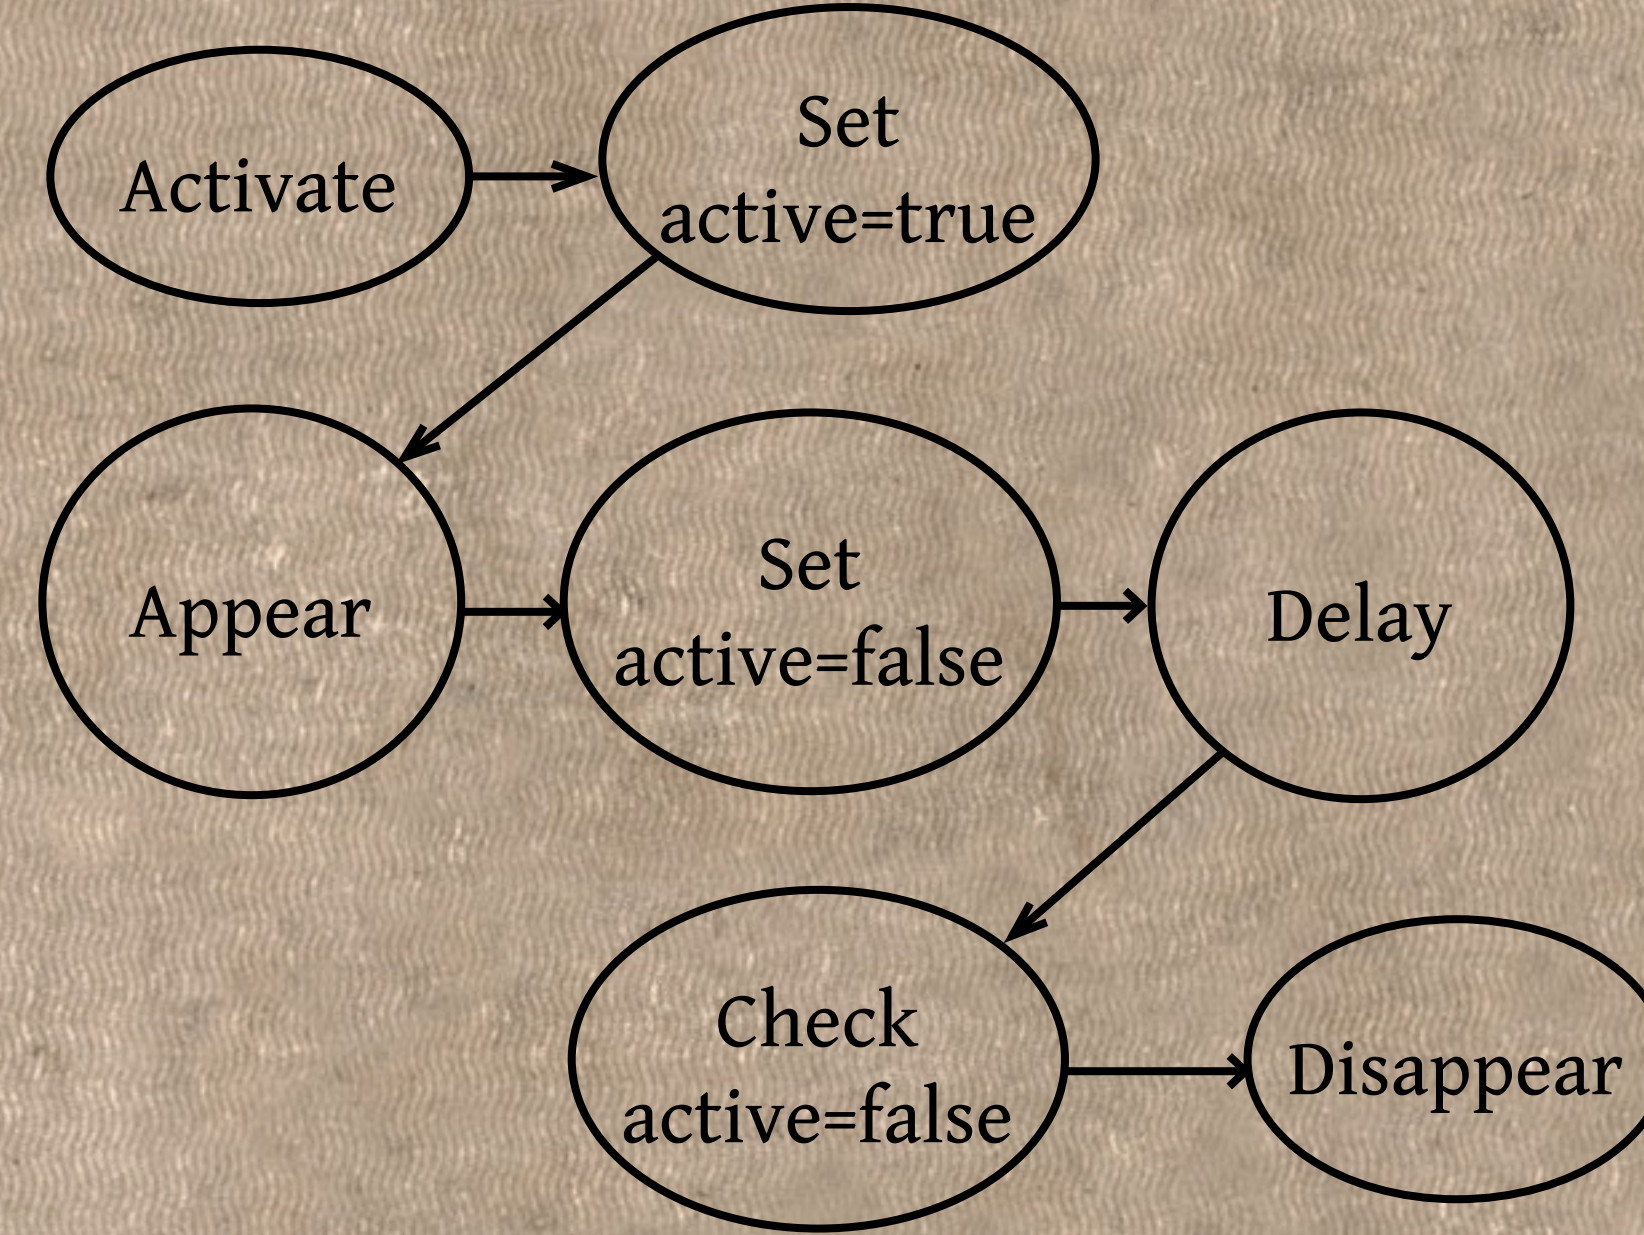 Activate
Set
active=true
Appear
Set
active=false
Delay
Check
active=false
Disappear